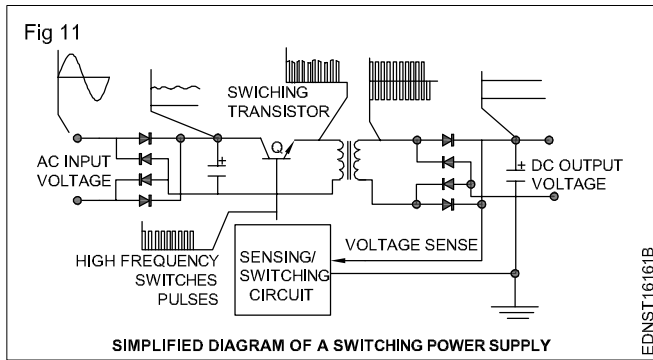 Fig 11
SWICHING
TRANSISTOR
Q
AC INPUT
VOLTAGE
+
+
DC OUTPUT
VOLTAGE
HIGH FREQUENCY
SWITCHES
PULSES
SENSING/
SWITCHING
CIRCUIT
VOLTAGE SENSE
SIMPLIFIED DIAGRAM OF A SWITCHING POWER SUPPLY
EDNST16161B